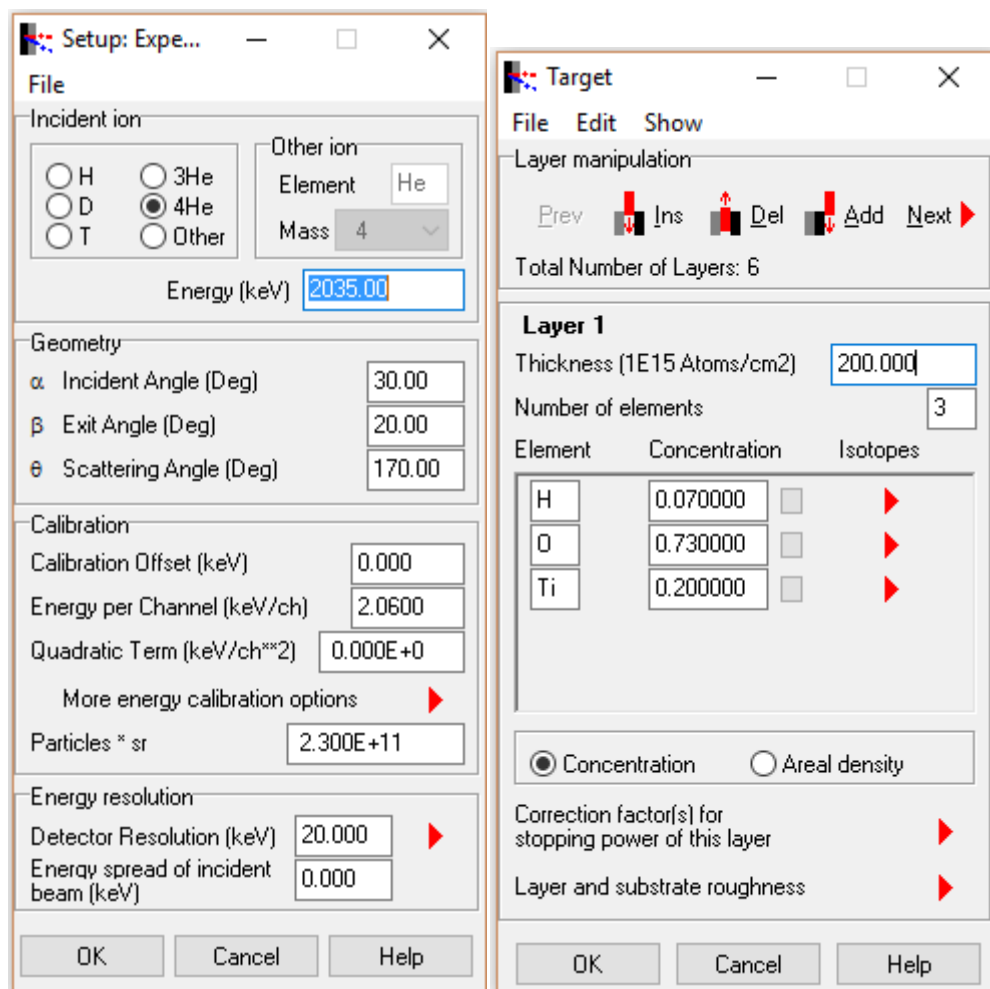 Setup: Expe...
File
Incident ion
H
3He
D
4He
T
Other
Other ion
Element He
Mass 4
Energy (keV) 2035.00
Geometry
α Incident Angle (Deg) 30.00
β Exit Angle (Deg) 20.00
θ Scattering Angle (Deg) 170.00
Calibration
Calibration Offset (keV) 0.000
Energy per Channel (keV/ch) 2.0600
Quadratic Term (keV/ch**2) 0.000E+0
More energy calibration options
Particles * sr 2.300E+11
Energy resolution
Detector Resolution (keV) 20.000
Energy spread of incident
beam (keV) 0.000
OK Cancel Help
Target
File Edit Show
Layer manipulation
Prev Ins Del Add Next
Total Number of Layers: 6
Layer 1
Thickness (1E15 Atoms/cm2) 200.000
Number of elements 3
Element Concentration Isotopes
H 0.070000
O 0.730000
Ti 0.200000
Concentration Areal density
Correction factor(s) for
stopping power of this layer
Layer and substrate roughness
OK Cancel Help